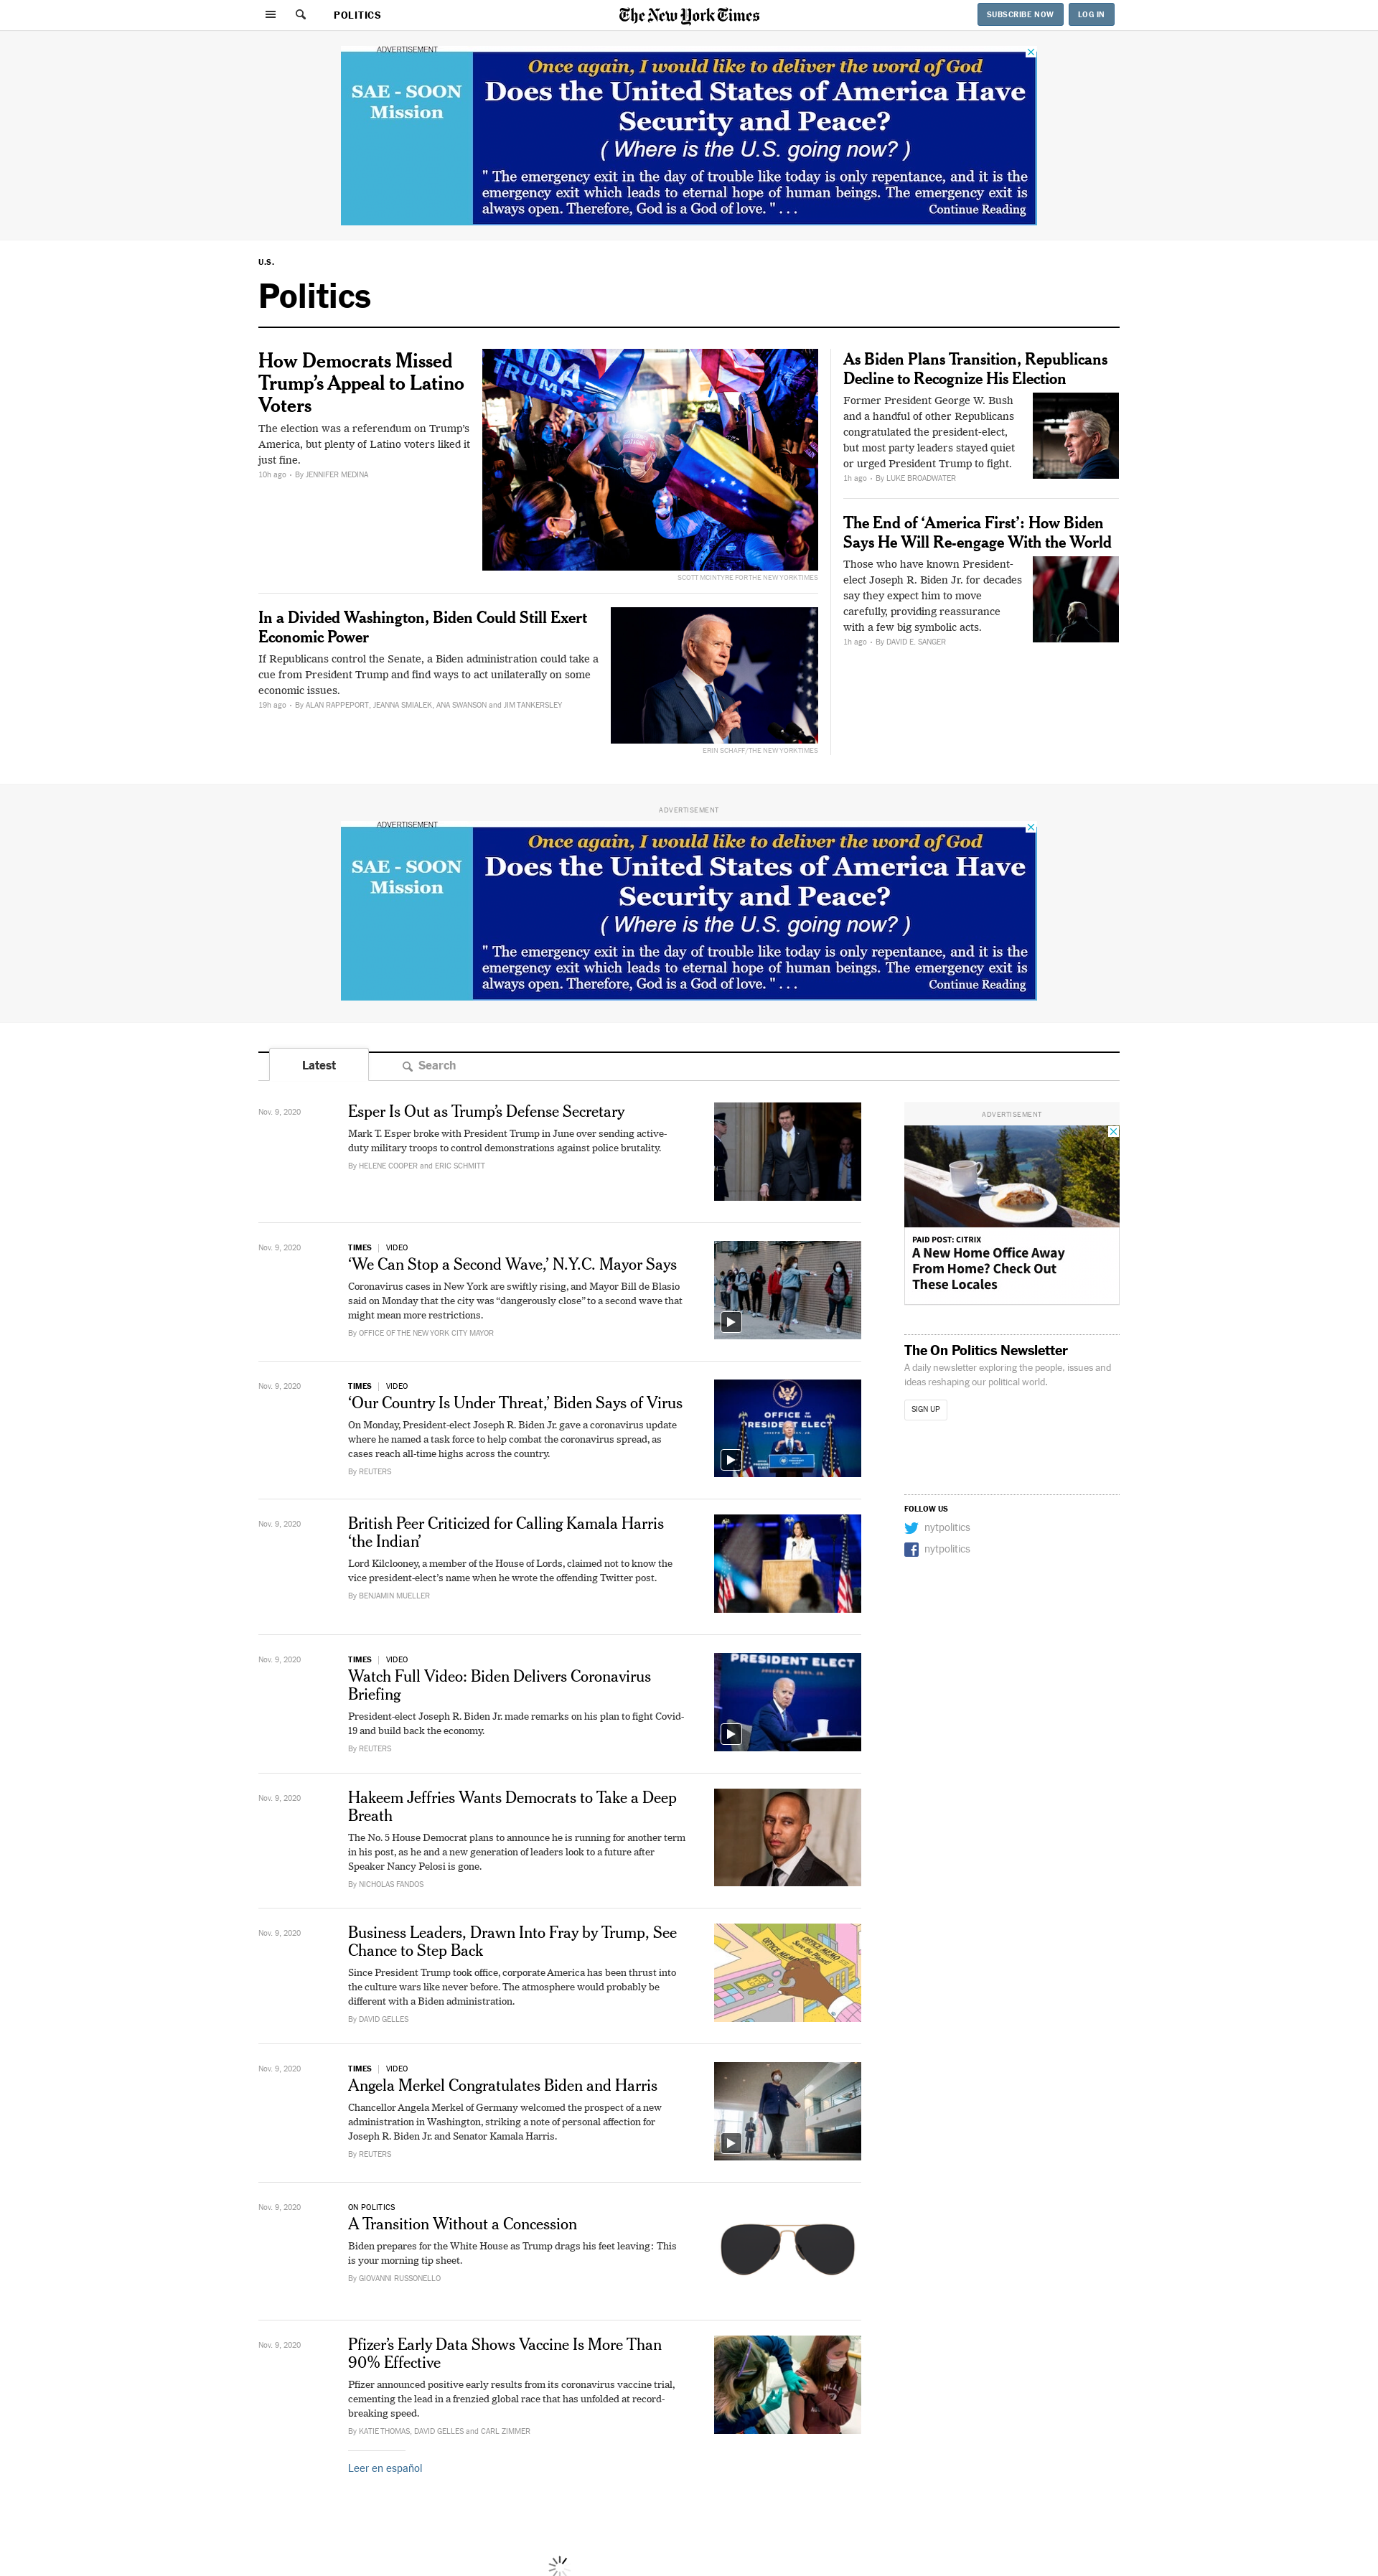 POLITICS
The New York Times
SUBSCRIBE NOW
LOG IN
ADVERTISEMENT
SAE - SOON
Mission
Once again, I would like to deliver the word of God
Does the United States of America Have
Security and Peace?
( Where is the U.S. going now? )
" The emergency exit in the day of trouble like today is only repentance, and it is the
emergency exit which leads to eternal hope of human beings. The emergency exit is
always open. Therefore, God is a God of love. " . . .
Continue Reading
U.S.
Politics
How Democrats Missed
Trump’s Appeal to Latino
Voters
The election was a referendum on Trump’s
America, but plenty of Latino voters liked it
just fine.
10h ago • By JENNIFER MEDINA
TRUMP
SCOTT MCINTYRE FOR THE NEW YORK TIMES
In a Divided Washington, Biden Could Still Exert
Economic Power
If Republicans control the Senate, a Biden administration could take a
cue from President Trump and find ways to act unilaterally on some
economic issues.
19h ago • By ALAN RAPPEPORT, JEANNA SMIALEK, ANA SWANSON and JIM TANKERSLEY
ERIN SCHAFF/THE NEW YORK TIMES
As Biden Plans Transition, Republicans
Decline to Recognize His Election
Former President George W. Bush
and a handful of other Republicans
congratulated the president-elect,
but most party leaders stayed quiet
or urged President Trump to fight.
1h ago • By LUKE BROADWATER
The End of ‘America First’: How Biden
Says He Will Re-engage With the World
Those who have known President-
elect Joseph R. Biden Jr. for decades
say they expect him to move
carefully, providing reassurance
with a few big symbolic acts.
1h ago • By DAVID E. SANGER
ADVERTISEMENT
ADVERTISEMENT
SAE - SOON
Mission
Once again, I would like to deliver the word of God
Does the United States of America Have
Security and Peace?
( Where is the U.S. going now? )
" The emergency exit in the day of trouble like today is only repentance, and it is the
emergency exit which leads to eternal hope of human beings. The emergency exit is
always open. Therefore, God is a God of love. " . . .
Continue Reading
Latest
Search
Nov. 9, 2020
Esper Is Out as Trump’s Defense Secretary
Mark T. Esper broke with President Trump in June over sending active-
duty military troops to control demonstrations against police brutality.
By HELENE COOPER and ERIC SCHMITT
Nov. 9, 2020
TIMES | VIDEO
‘We Can Stop a Second Wave,’ N.Y.C. Mayor Says
Coronavirus cases in New York are swiftly rising, and Mayor Bill de Blasio
said on Monday that the city was “dangerously close” to a second wave that
might mean more restrictions.
By OFFICE OF THE NEW YORK CITY MAYOR
Nov. 9, 2020
TIMES | VIDEO
‘Our Country Is Under Threat,’ Biden Says of Virus
On Monday, President-elect Joseph R. Biden Jr. gave a coronavirus update
where he named a task force to help combat the coronavirus spread, as
cases reach all-time highs across the country.
By REUTERS
OFFICE OF THE
PRESIDENT ELECT
Nov. 9, 2020
British Peer Criticized for Calling Kamala Harris
‘the Indian’
Lord Kilclooney, a member of the House of Lords, claimed not to know the
vice president-elect’s name when he wrote the offending Twitter post.
By BENJAMIN MUELLER
Nov. 9, 2020
TIMES | VIDEO
Watch Full Video: Biden Delivers Coronavirus
Briefing
President-elect Joseph R. Biden Jr. made remarks on his plan to fight Covid-
19 and build back the economy.
By REUTERS
PRESIDENT ELECT
JOSEPH R. BIDEN JR.
Nov. 9, 2020
Hakeem Jeffries Wants Democrats to Take a Deep
Breath
The No. 5 House Democrat plans to announce he is running for another term
in his post, as he and a new generation of leaders look to a future after
Speaker Nancy Pelosi is gone.
By NICHOLAS FANDOS
Nov. 9, 2020
Business Leaders, Drawn Into Fray by Trump, See
Chance to Step Back
Since President Trump took office, corporate America has been thrust into
the culture wars like never before. The atmosphere would probably be
different with a Biden administration.
By DAVID GELLES
OFFICE MEMO
OFFICE MEMO
Save the Planet!
Nov. 9, 2020
TIMES | VIDEO
Angela Merkel Congratulates Biden and Harris
Chancellor Angela Merkel of Germany welcomed the prospect of a new
administration in Washington, striking a note of personal affection for
Joseph R. Biden Jr. and Senator Kamala Harris.
By REUTERS
Nov. 9, 2020
ON POLITICS
A Transition Without a Concession
Biden prepares for the White House as Trump drags his feet leaving: This
is your morning tip sheet.
By GIOVANNI RUSSONELLO
Nov. 9, 2020
Pfizer’s Early Data Shows Vaccine Is More Than
90% Effective
Pfizer announced positive early results from its coronavirus vaccine trial,
cementing the lead in a frenzied global race that has unfolded at record-
breaking speed.
By KATIE THOMAS, DAVID GELLES and CARL ZIMMER
Leer en español
ADVERTISEMENT
PAID POST: CITRIX
A New Home Office Away
From Home? Check Out
These Locales
The On Politics Newsletter
A daily newsletter exploring the people, issues and
ideas reshaping our political world.
SIGN UP
FOLLOW US
nytpolitics
nytpolitics